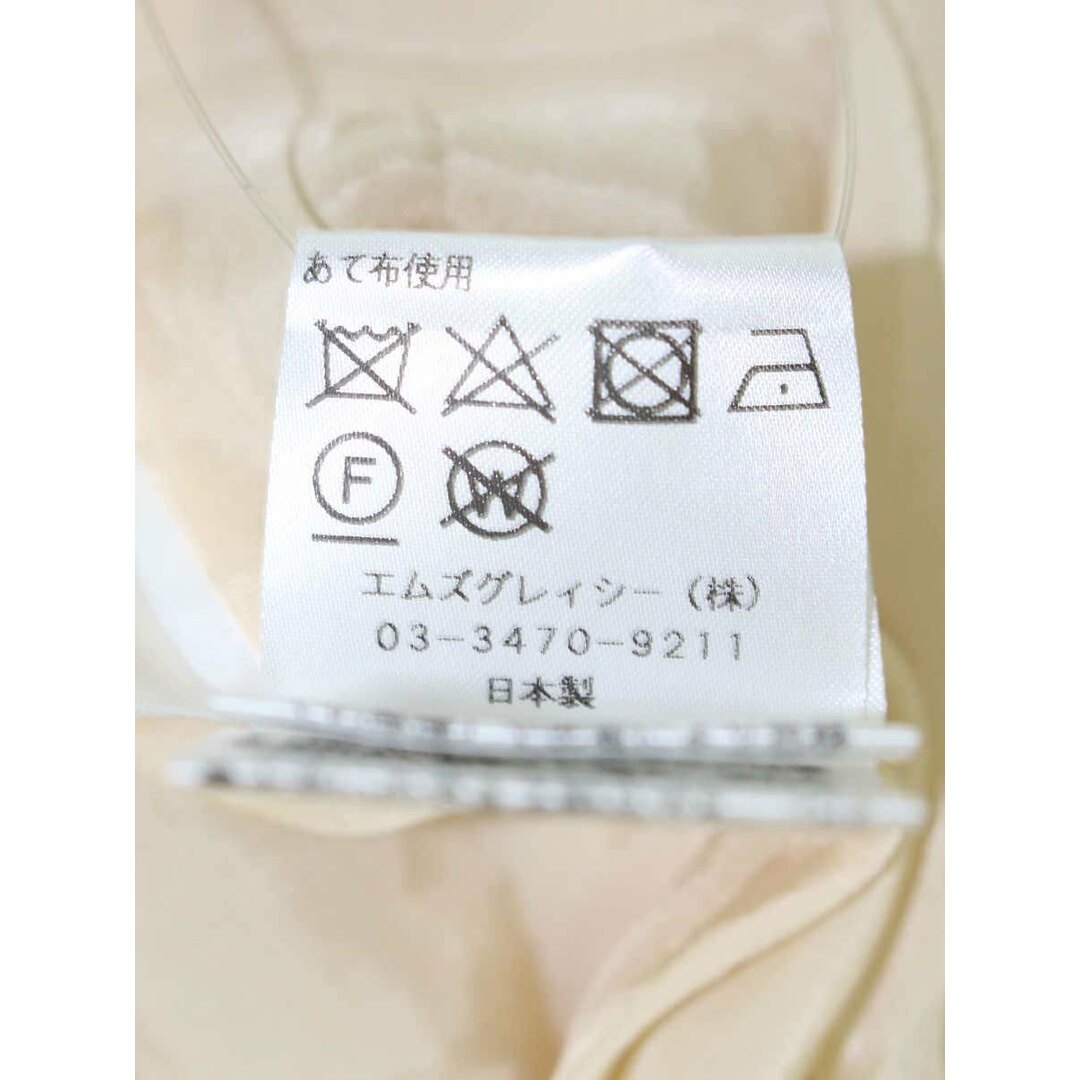 あて布使用
F
W
エムズグレィシー（株）
03-3470-9211
日本製